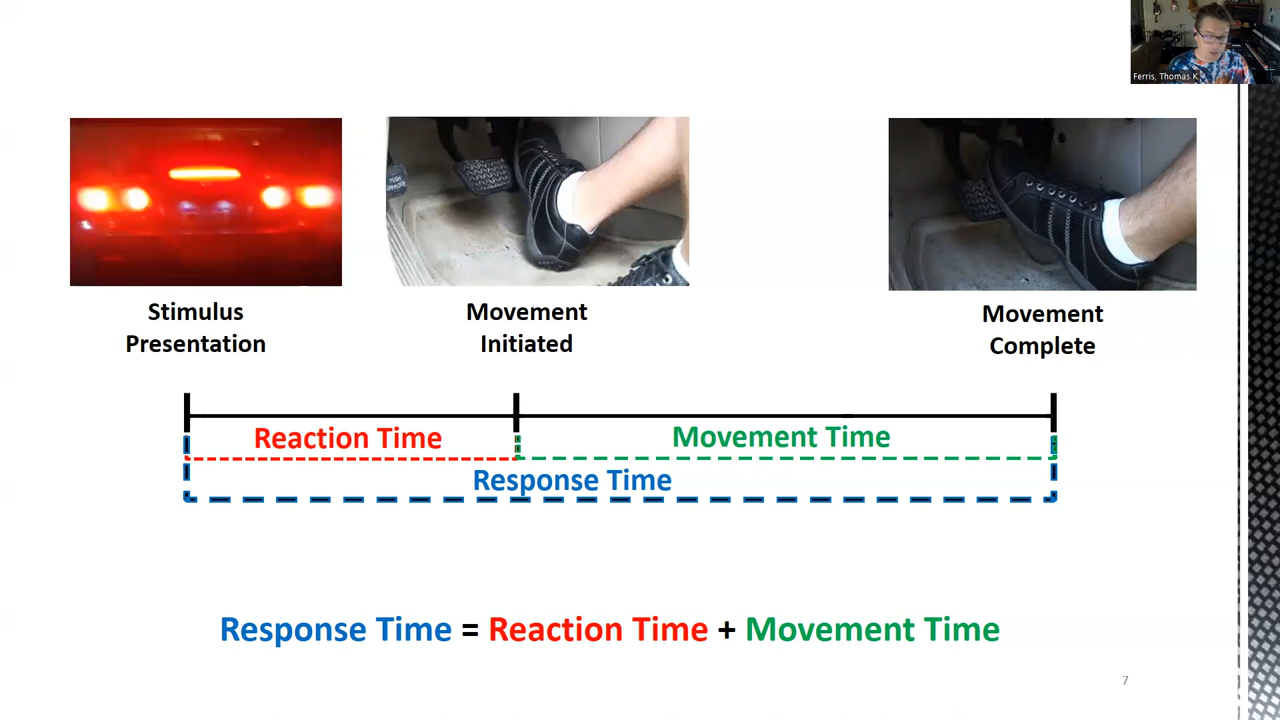 Ferris, Thomas K
Stimulus
Presentation
Movement
Initiated
Movement
Complete
Reaction Time
Movement Time
Response Time
Response Time = Reaction Time + Movement Time
7